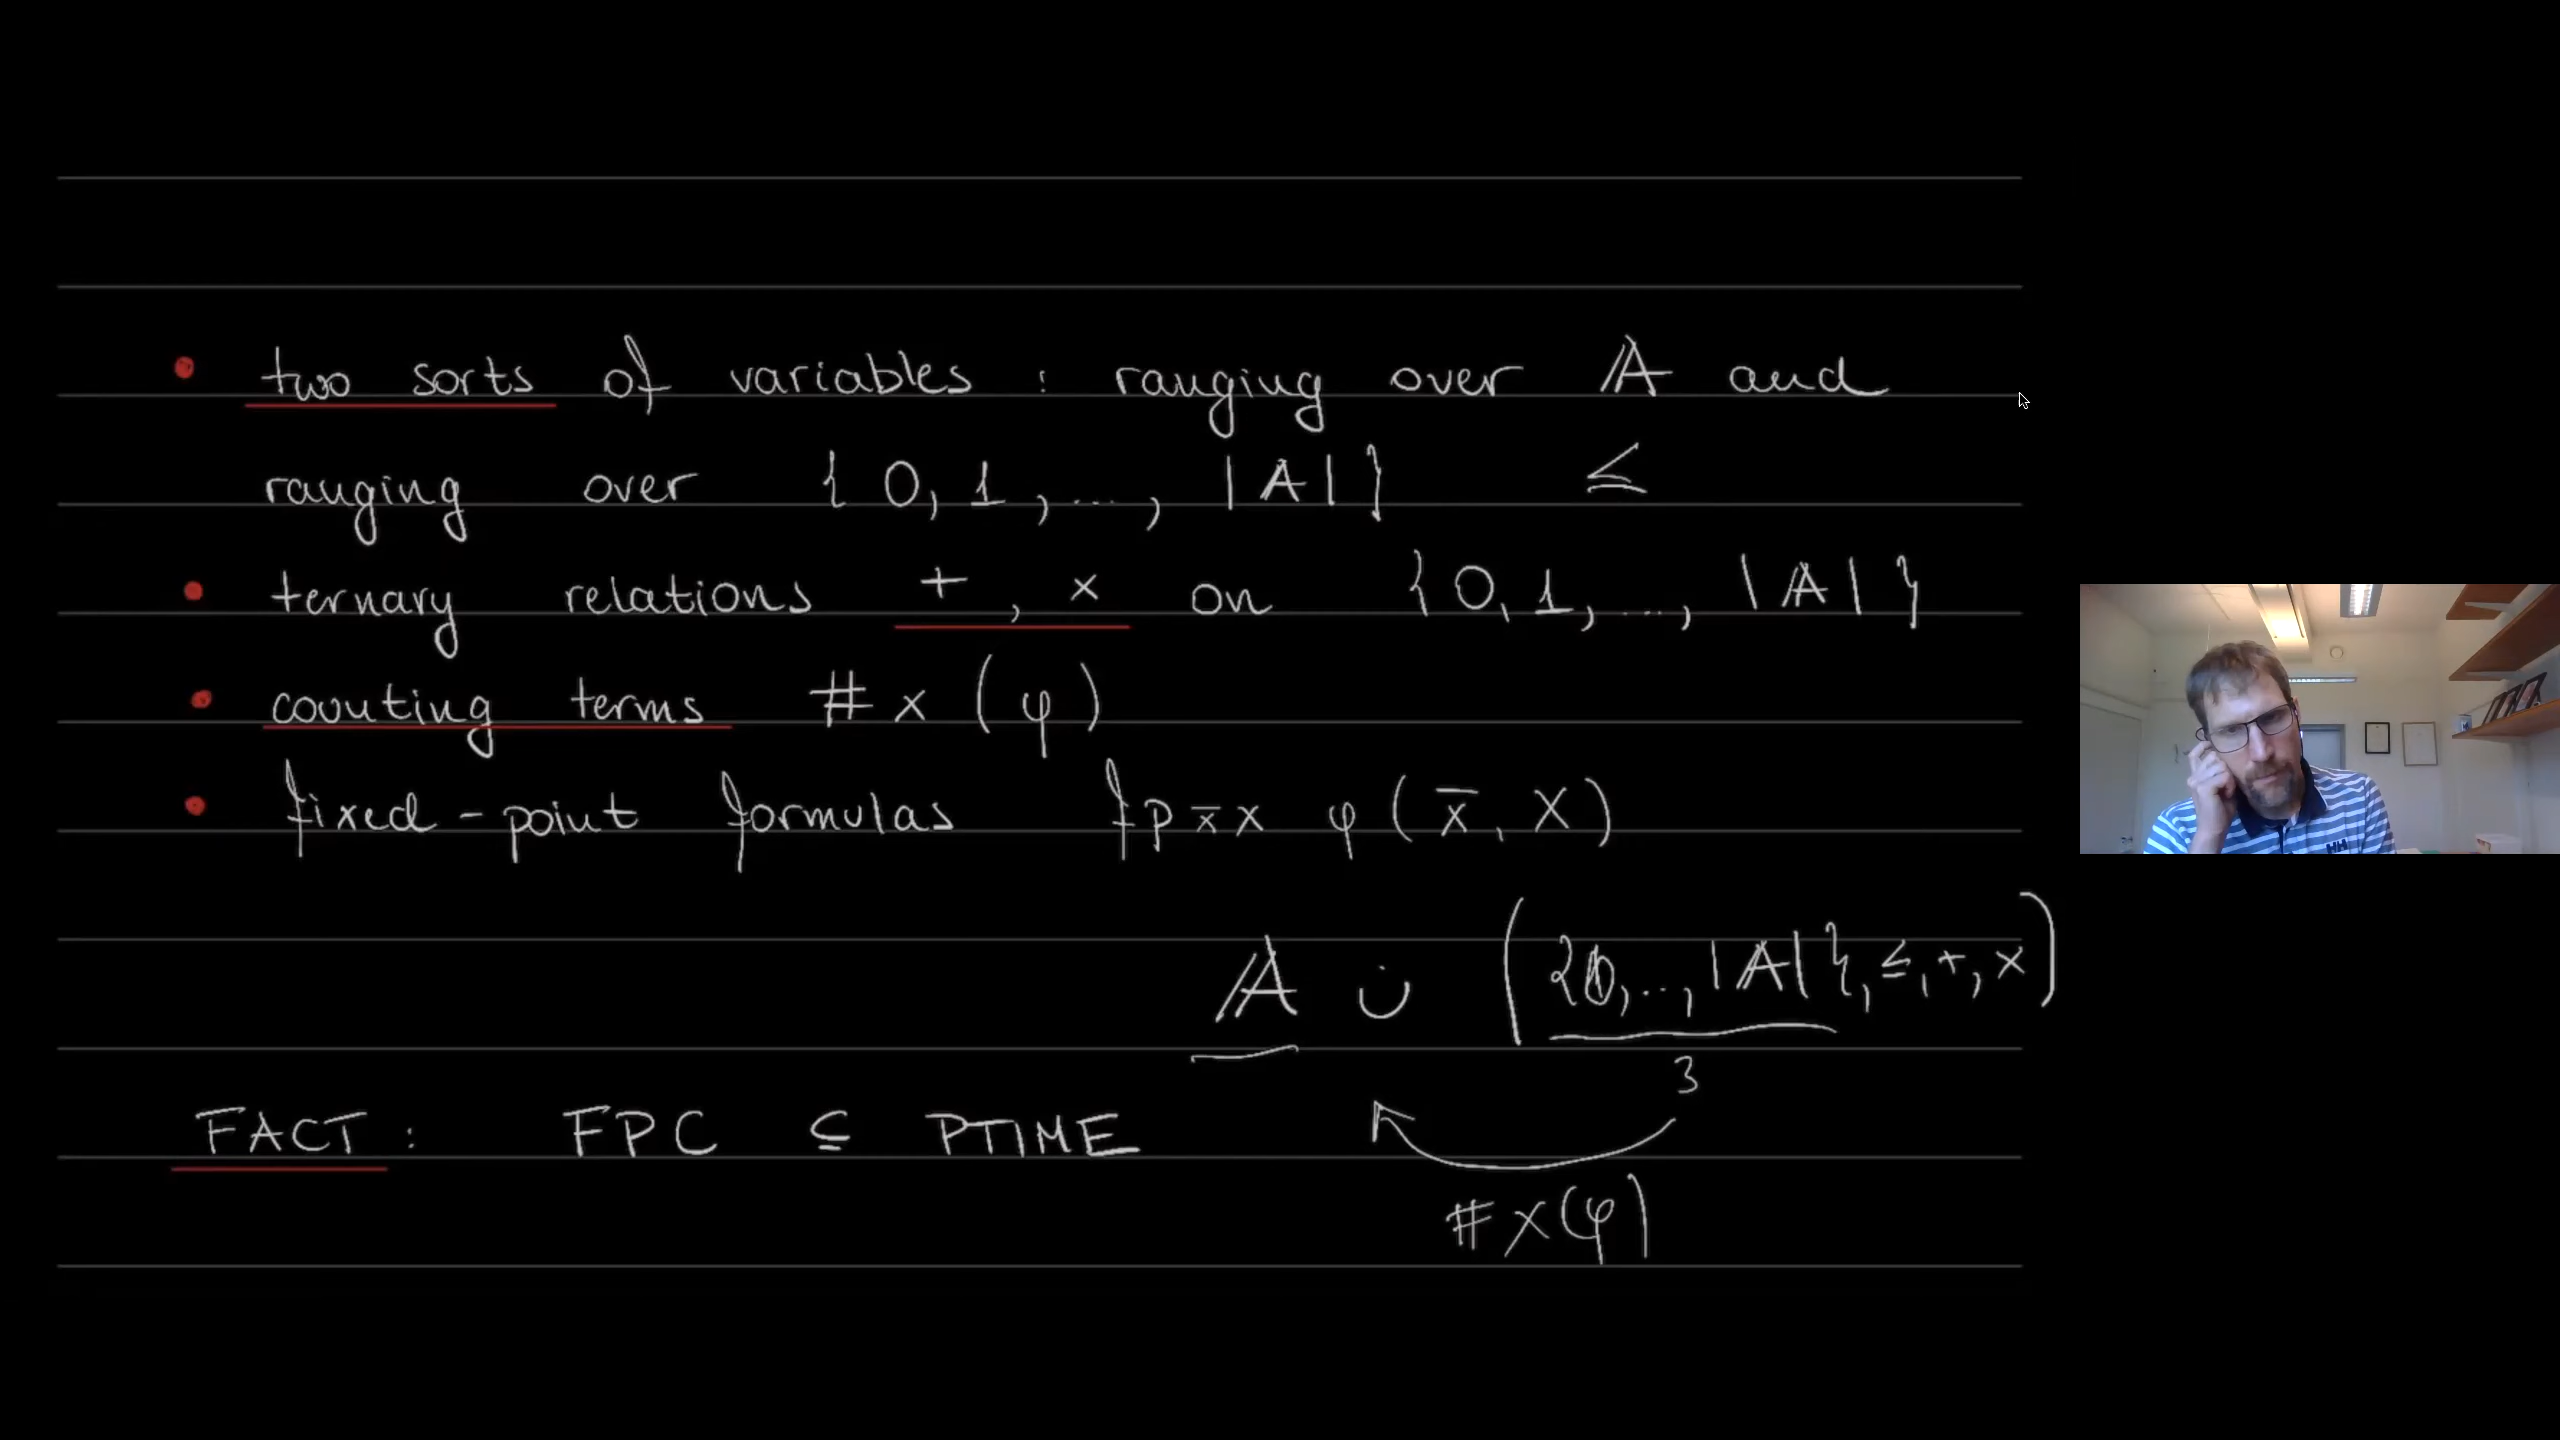 • two sorts of variables : ranging over 𝔸 and
ranging over { 0, 1, ..., |𝔸| } ≤
• ternary relations +, × on { 0, 1, ..., |𝔸| }
• counting terms # x (φ)
• fixed-point formulas fp x̄ X φ ( x̄, X )
𝔸 ∪̇ ( {0, .., |𝔸| }, ≤, +, × )
3
FACT : FPC ⊆ PTIME
# x (φ)
HH